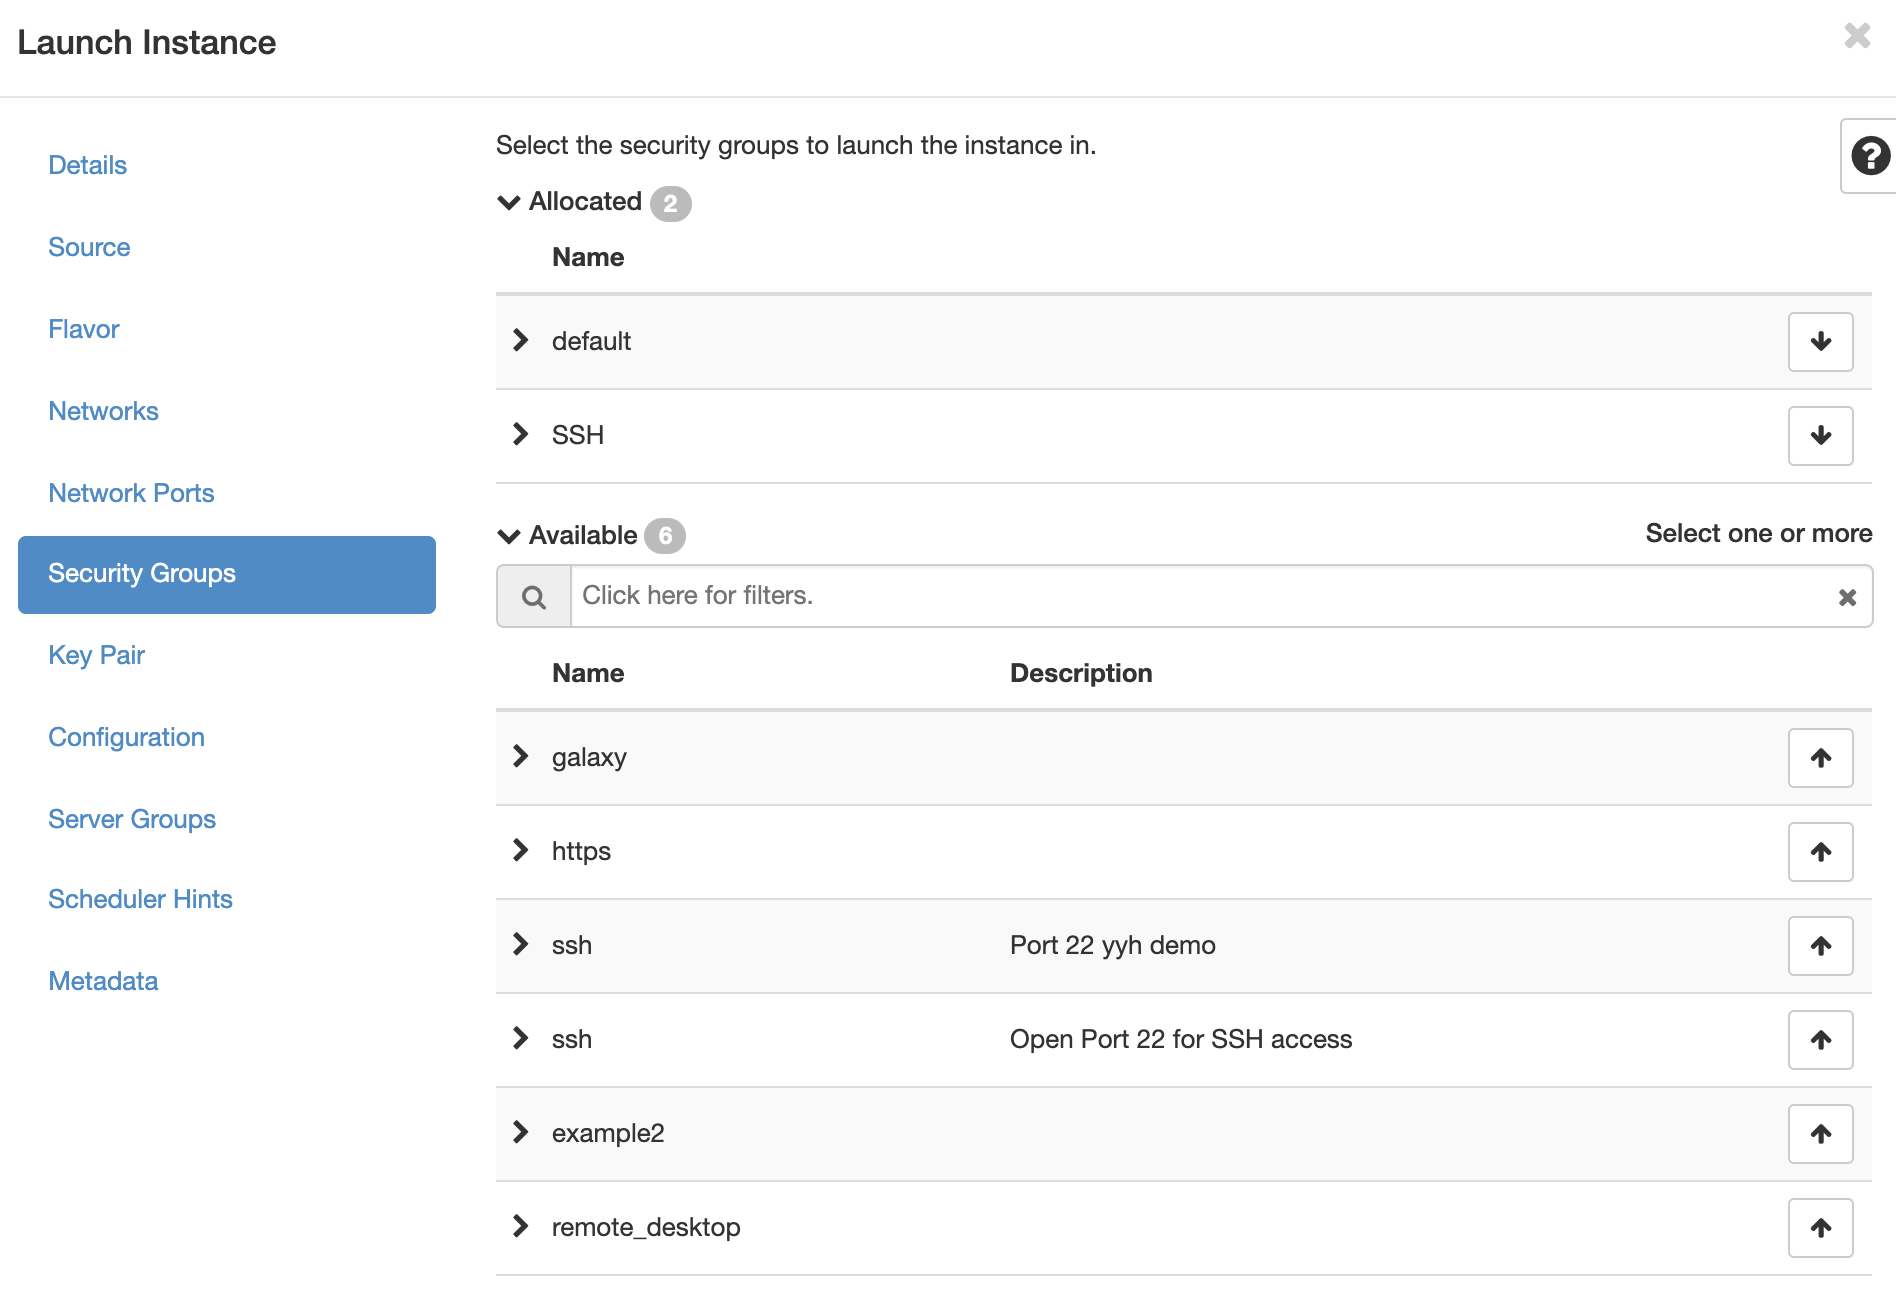 Launch Instance
Details
Source
Flavor
Networks
Network Ports
Security Groups
Key Pair
Configuration
Server Groups
Scheduler Hints
Metadata
Select the security groups to launch the instance in.
Allocated 2
Name
default
SSH
Available 6 Select one or more
Click here for filters.
Name Description
galaxy
https
ssh Port 22 yyh demo
ssh Open Port 22 for SSH access
example2
remote_desktop